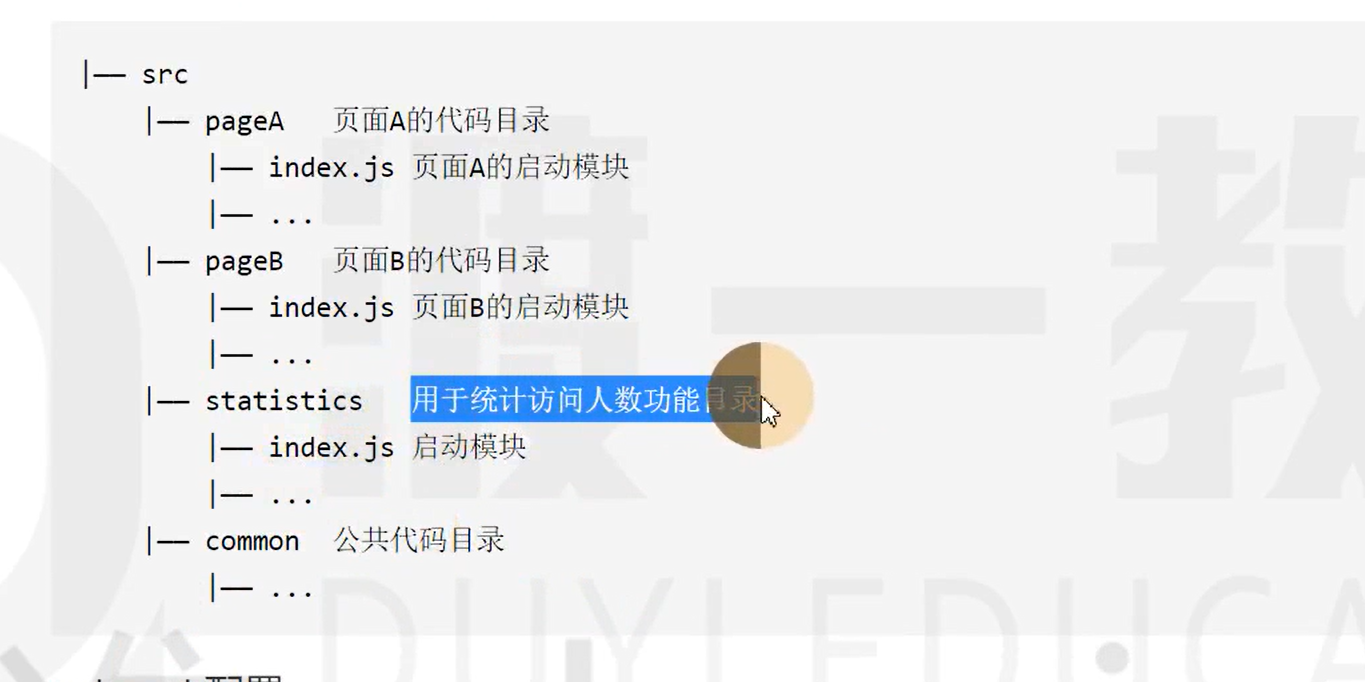 |—— src
|—— pageA 页面A的代码目录
|—— index.js 页面A的启动模块
|—— ...
|—— pageB 页面B的代码目录
|—— index.js 页面B的启动模块
|—— ...
|—— statistics 用于统计访问人数功能目录
|—— index.js 启动模块
|—— ...
|—— common 公共代码目录
|—— ...
渡一教
DUYI EDUCA